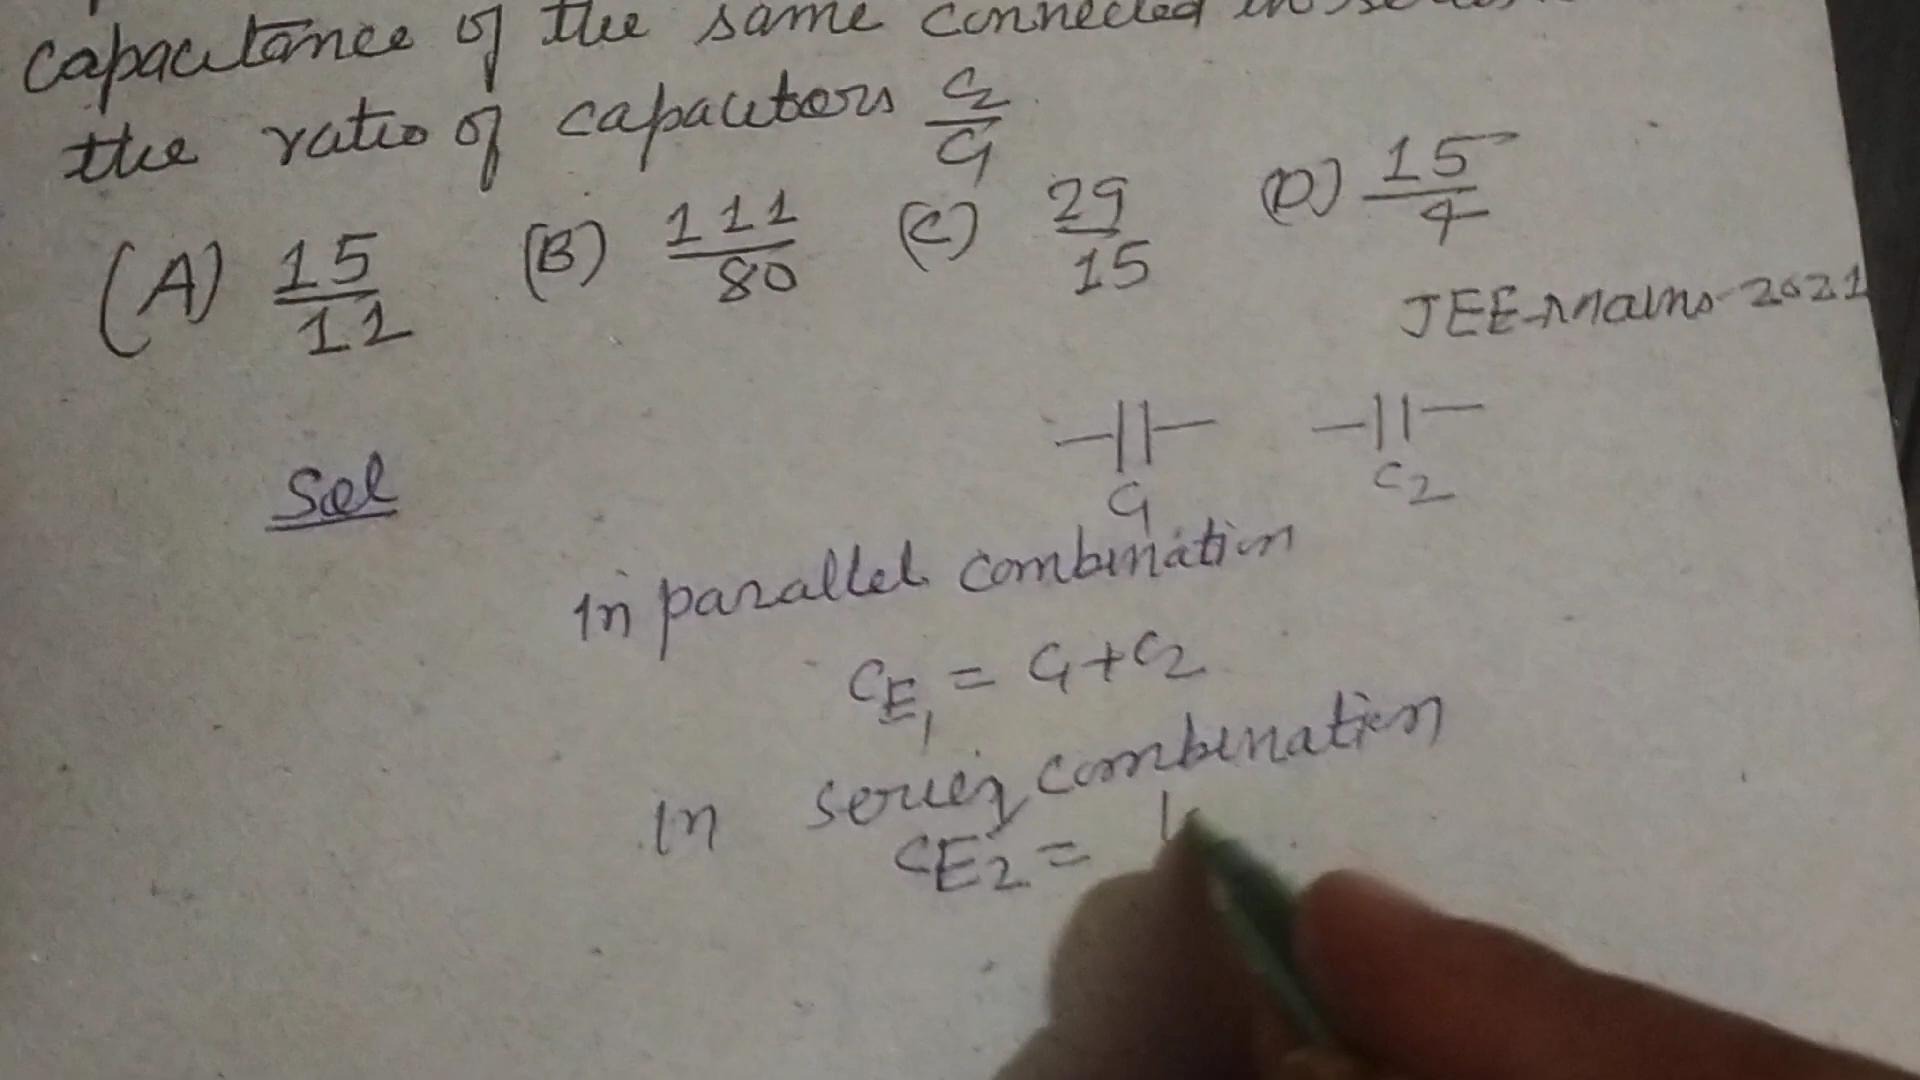 capacitance of the same connected in
the ratio of capacitors C2/C1
(A) 15/11 (B) 111/80 (C) 29/15 (D) 15/4
JEE-Mains-2021
Sol
C1 C2
In parallel combination
CE1 = C1+C2
In series combination
CE2 =